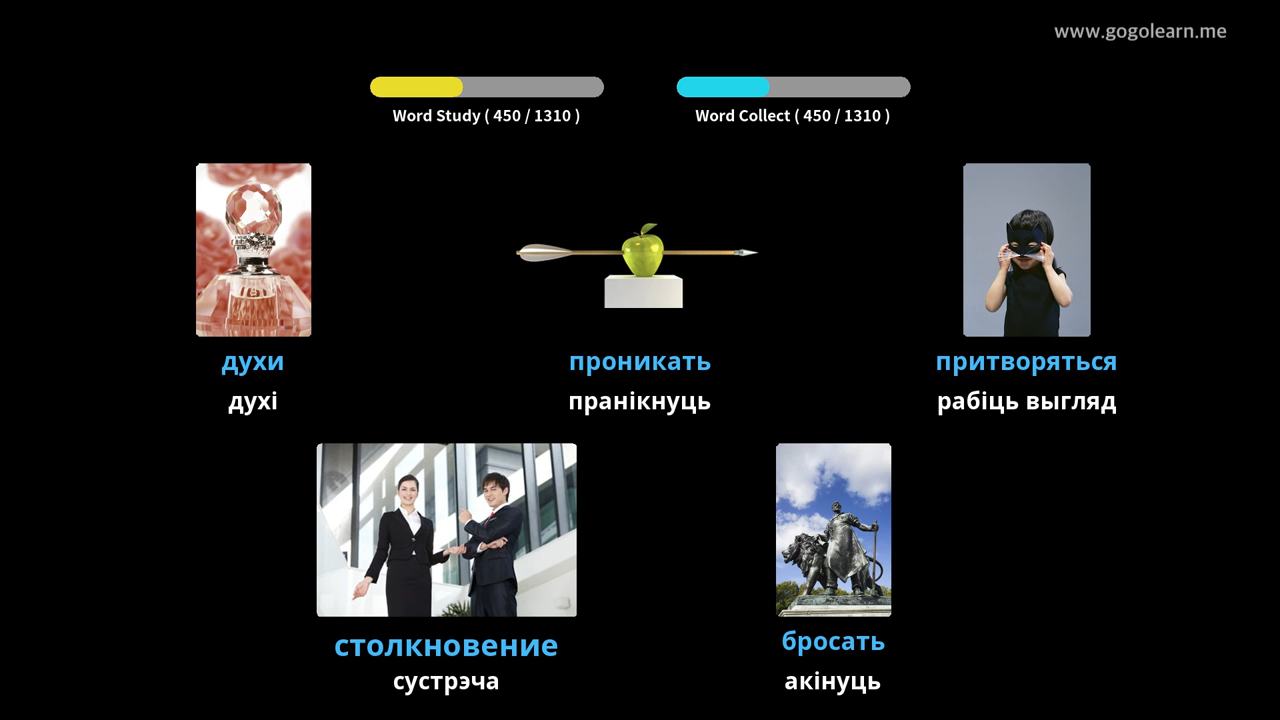 www.gogolearn.me
Word Study ( 450 / 1310 )
Word Collect ( 450 / 1310 )
духи
духі
проникать
пранікнуць
притворяться
рабіць выгляд
столкновение
сустрэча
бросать
акінуць